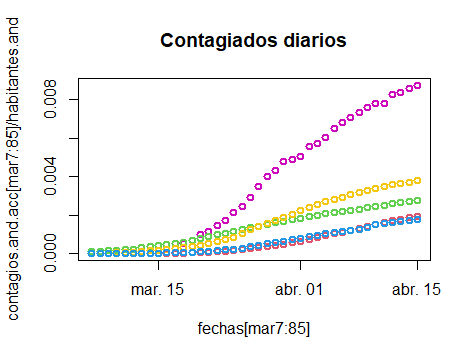 Contagiados diarios
contagios.and.acc[mar7:85]/habitantes.and
0.008
0.004
0.000
mar. 15
abr. 01
abr. 15
fechas[mar7:85]